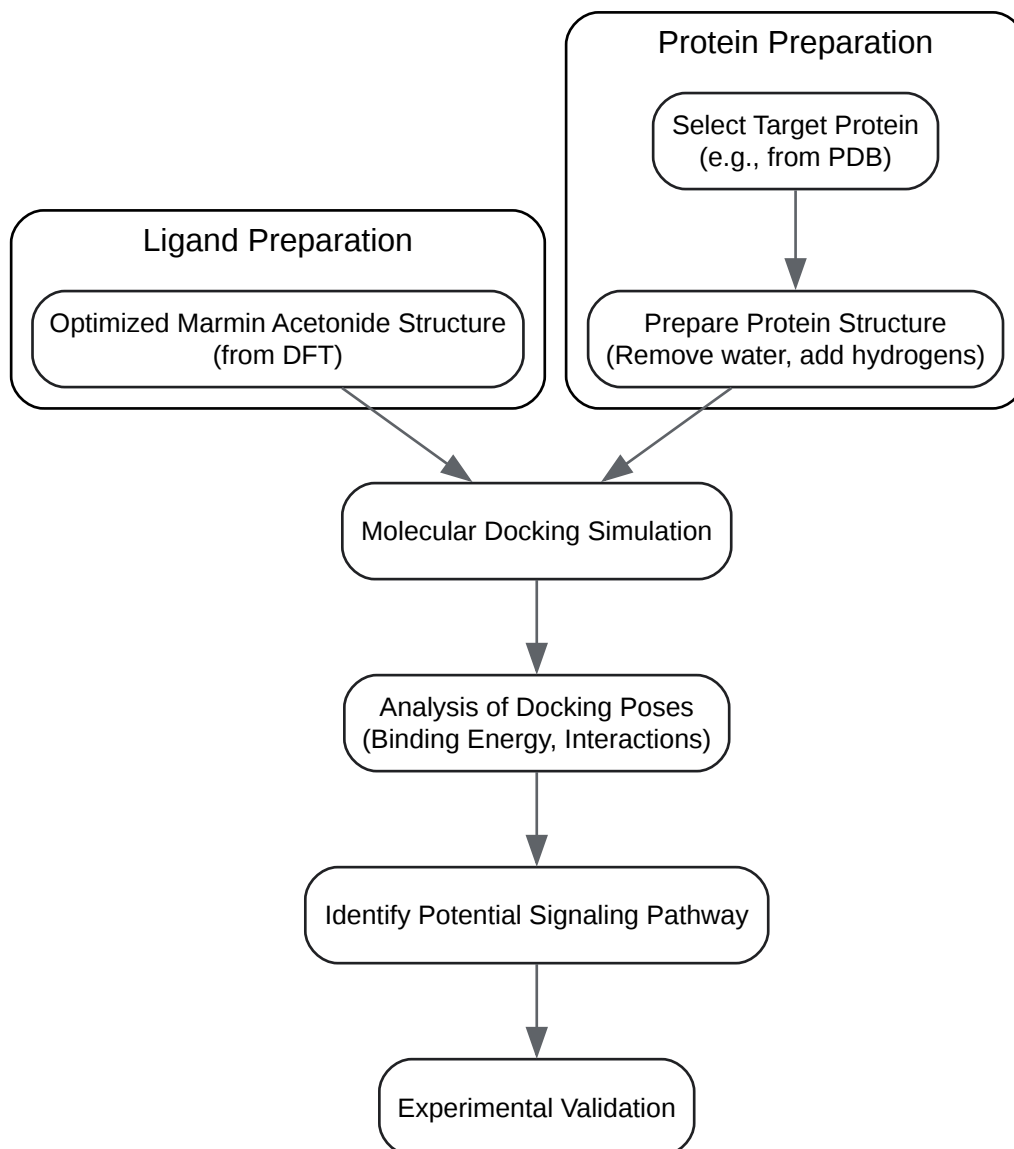 Protein Preparation
Select Target Protein
(e.g., from PDB)
Ligand Preparation
Optimized Marmin Acetonide Structure
(from DFT)
Prepare Protein Structure
(Remove water, add hydrogens)
Molecular Docking Simulation
Analysis of Docking Poses
(Binding Energy, Interactions)
Identify Potential Signaling Pathway
Experimental Validation